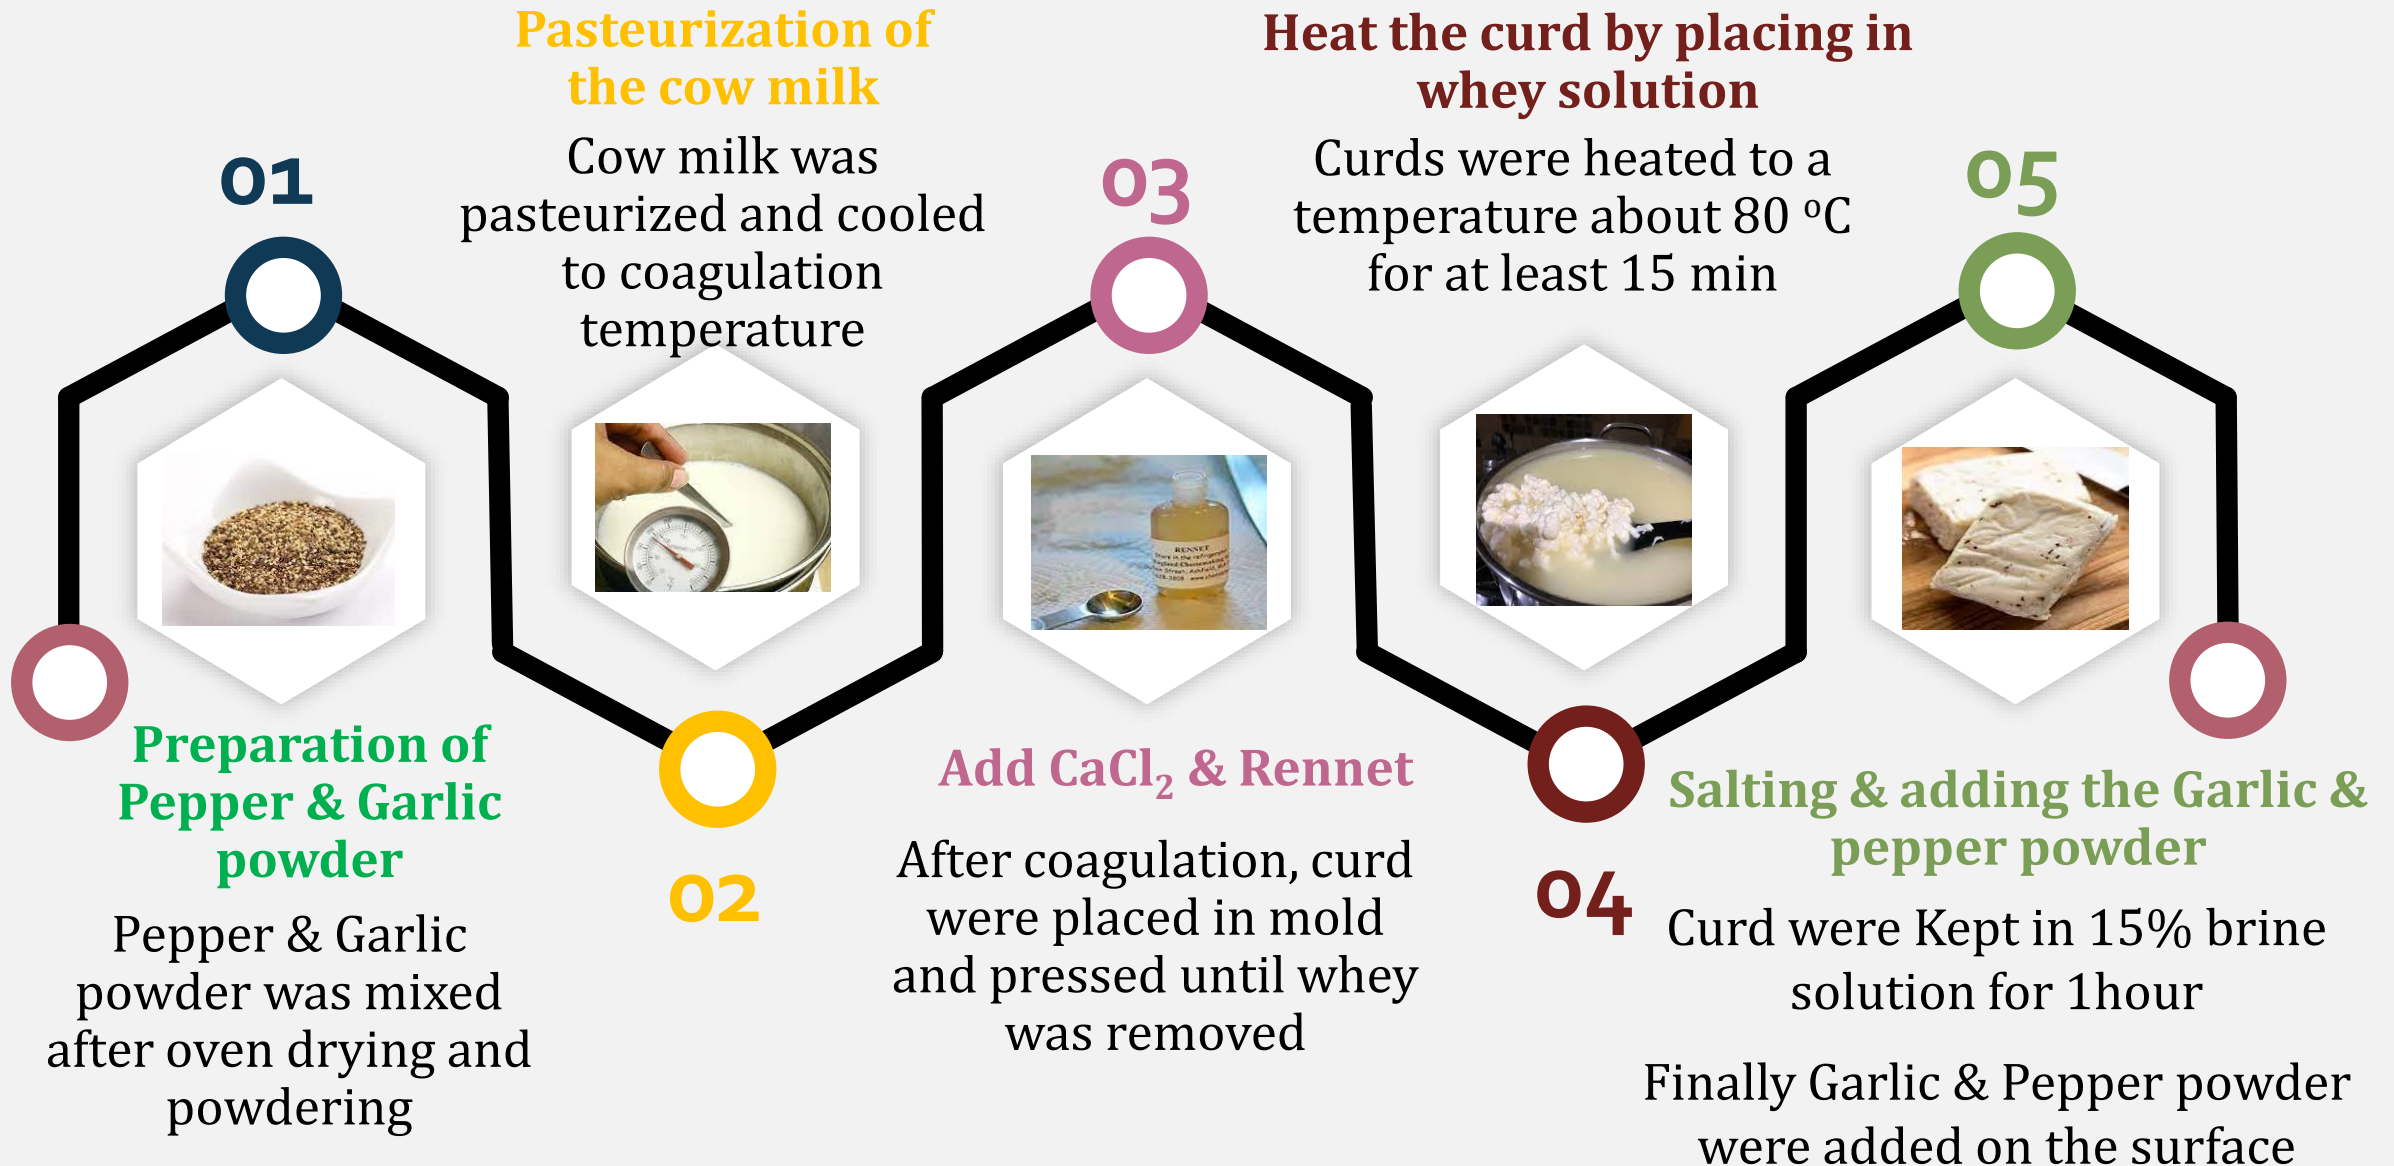 01
Preparation of
Pepper & Garlic
powder
Pepper & Garlic
powder was mixed
after oven drying and
powdering
Pasteurization of
the cow milk
Cow milk was
pasteurized and cooled
to coagulation
temperature
02
03
RENNET
Store in the refrigerator
Add CaCl₂ & Rennet
After coagulation, curd
were placed in mold
and pressed until whey
was removed
Heat the curd by placing in
whey solution
Curds were heated to a
temperature about 80 ᵒC
for at least 15 min
04
05
Salting & adding the Garlic &
pepper powder
Curd were Kept in 15% brine
solution for 1hour
Finally Garlic & Pepper powder
were added on the surface